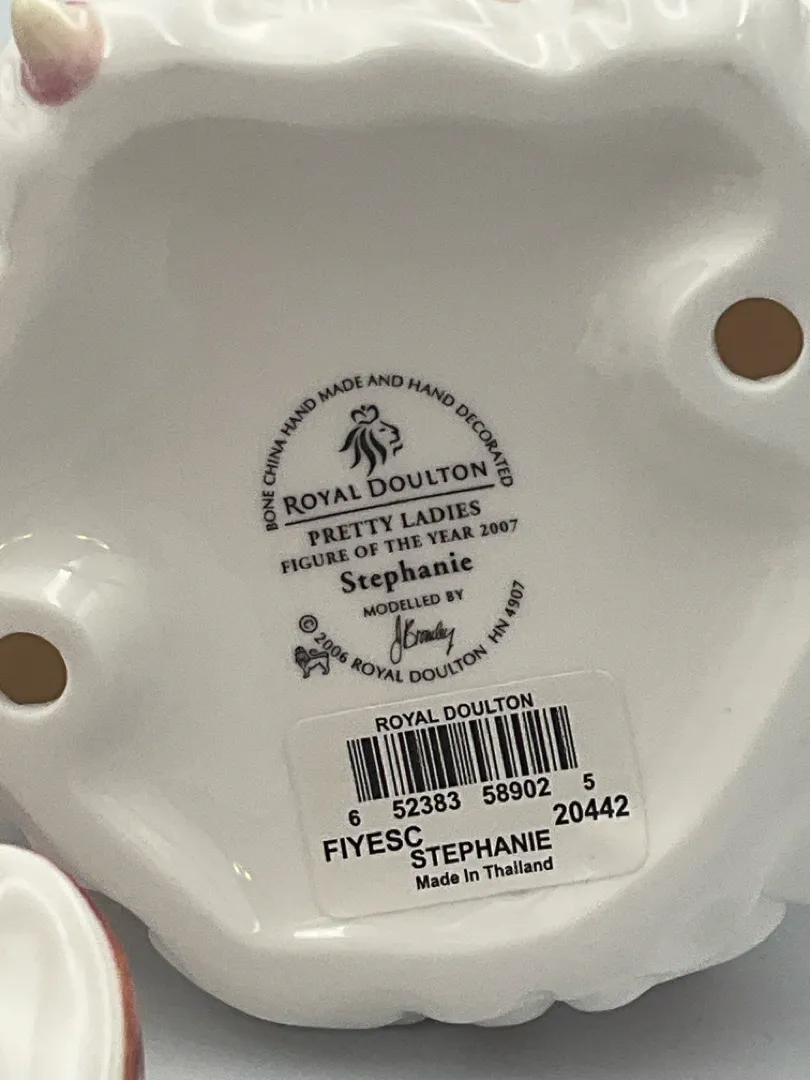 BONE CHINA HAND MADE AND HAND DECORATED
ROYAL DOULTON
PRETTY LADIES
FIGURE OF THE YEAR 2007
Stephanie
MODELLED BY
JBromley
© 2006 ROYAL DOULTON HN 4907
ROYAL DOULTON
6 52383 58902 5
FIYESC 20442
STEPHANIE
Made In Thailand